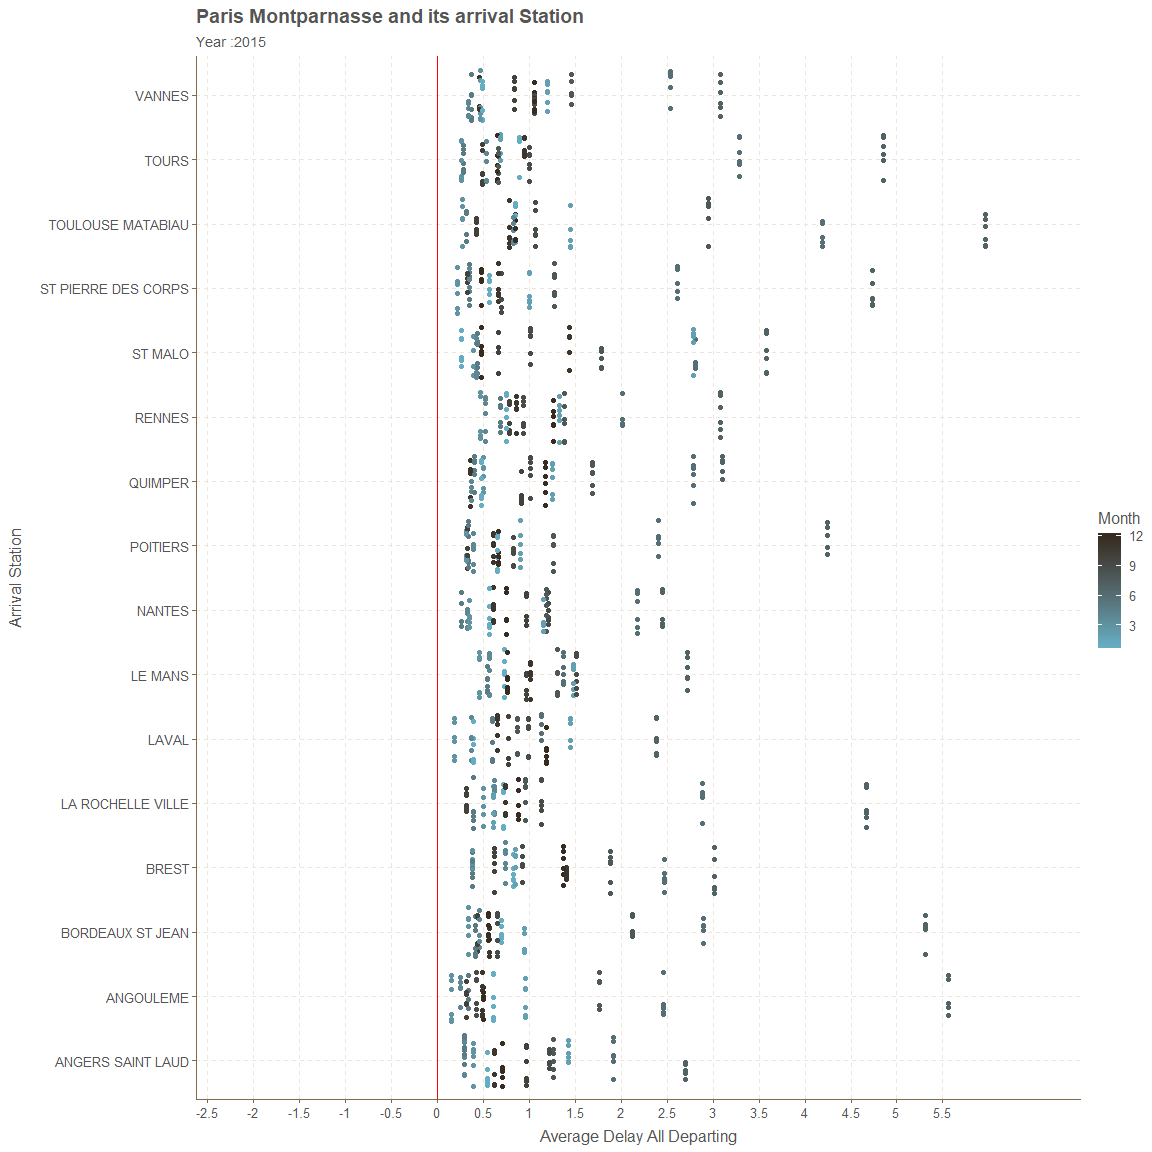 Paris Montparnasse and its arrival Station
Year :2015
VANNES
TOURS
TOULOUSE MATABIAU
ST PIERRE DES CORPS
ST MALO
RENNES
QUIMPER
POITIERS
NANTES
LE MANS
LAVAL
LA ROCHELLE VILLE
BREST
BORDEAUX ST JEAN
ANGOULEME
ANGERS SAINT LAUD
Arrival Station
-2.5 -2 -1.5 -1 -0.5 0 0.5 1 1.5 2 2.5 3 3.5 4 4.5 5 5.5
Average Delay All Departing
Month
12
9
6
3